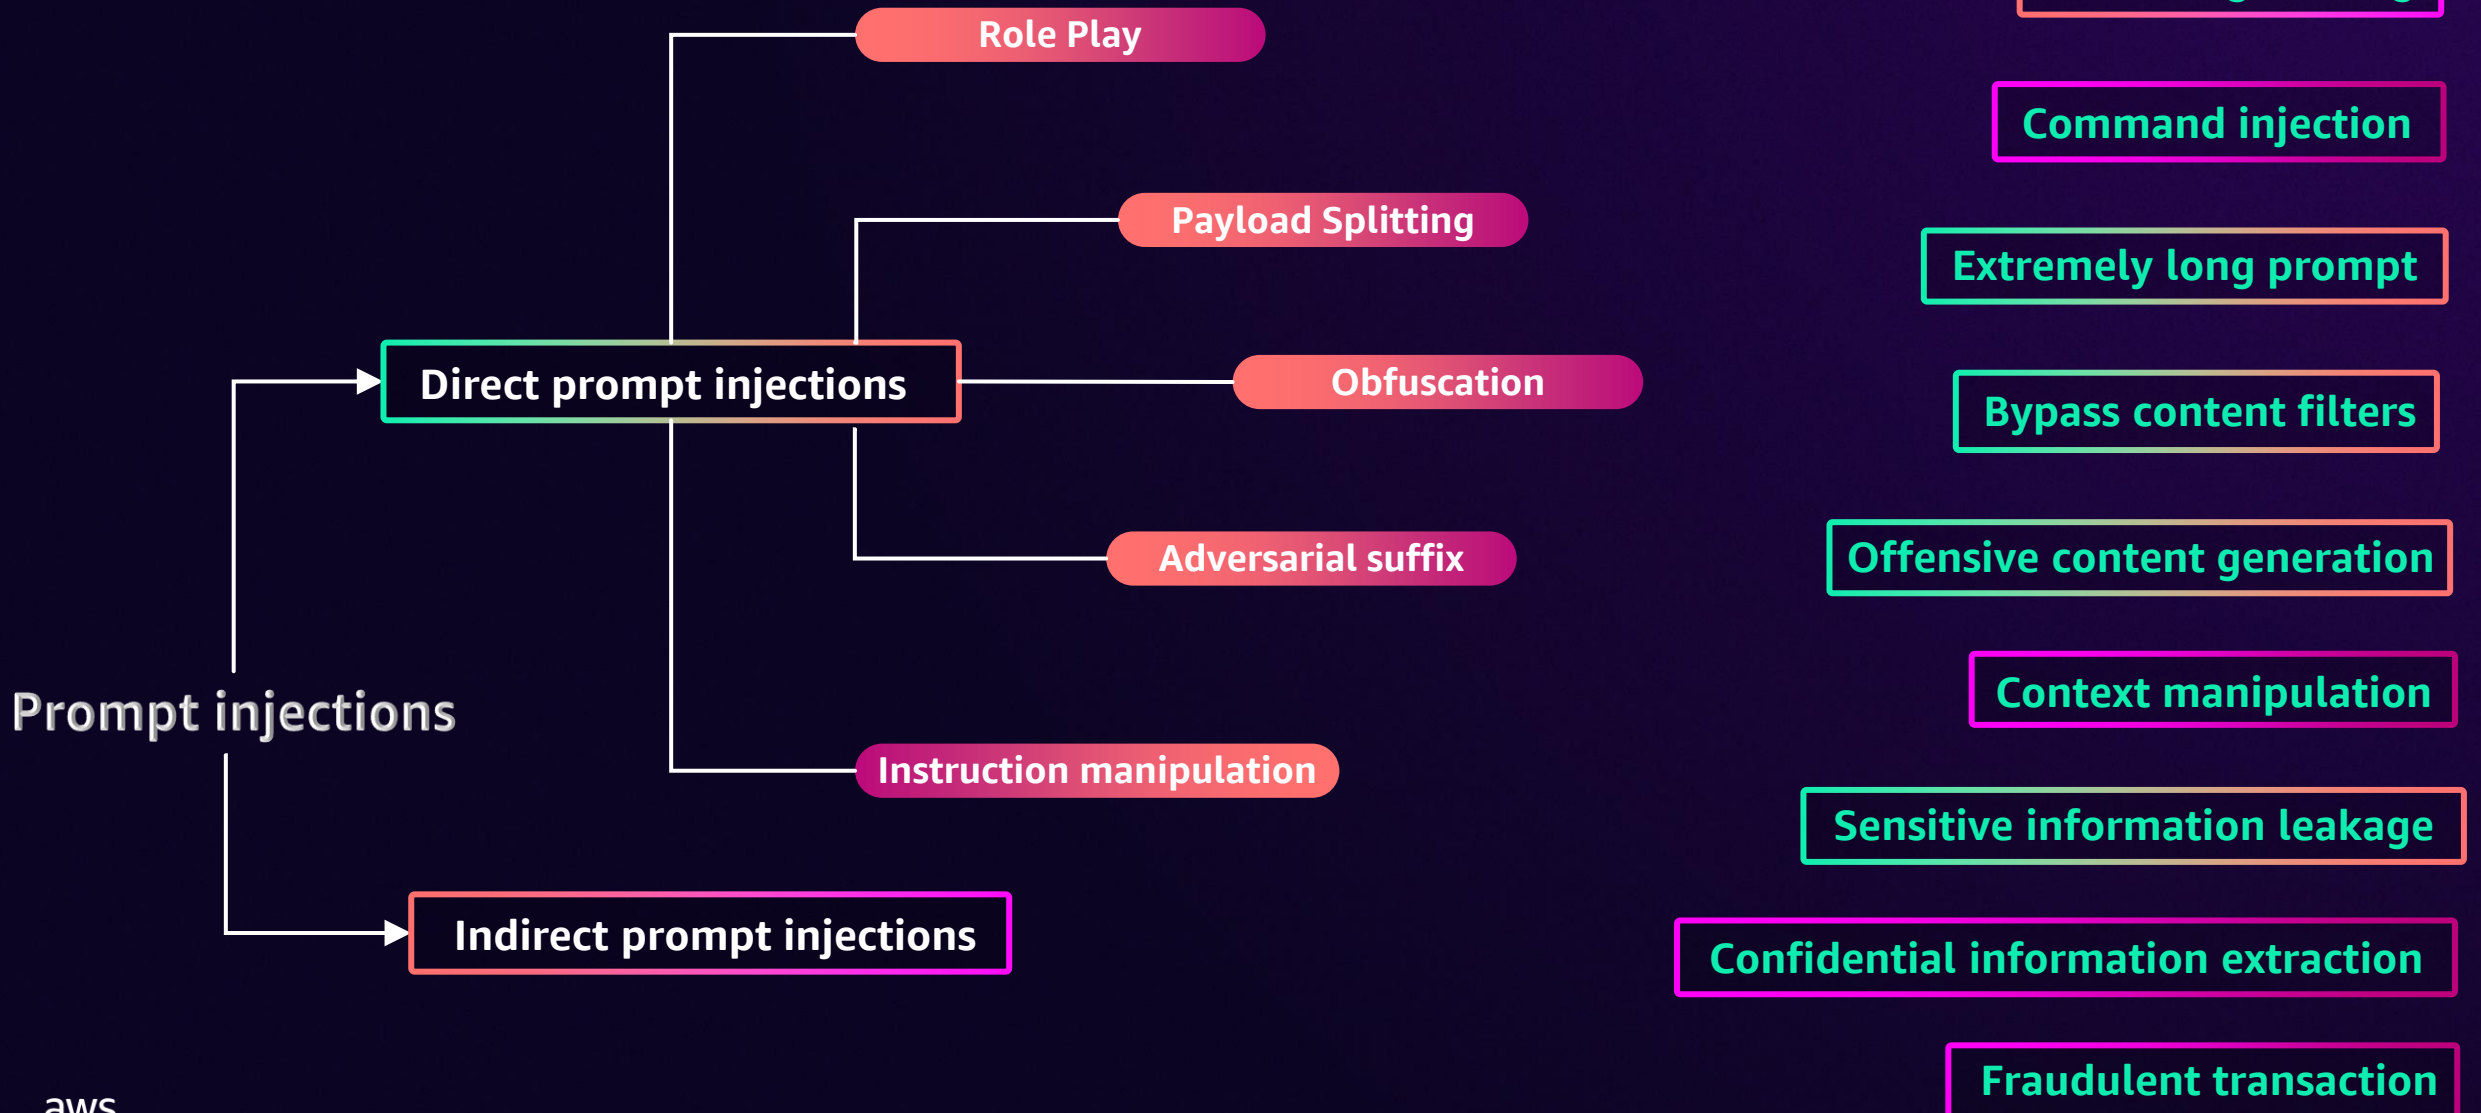 Role Play
Command injection
Payload Splitting
Extremely long prompt
Direct prompt injections
Obfuscation
Bypass content filters
Adversarial suffix
Offensive content generation
Prompt injections
Context manipulation
Instruction manipulation
Sensitive information leakage
Indirect prompt injections
Confidential information extraction
Fraudulent transaction
aws